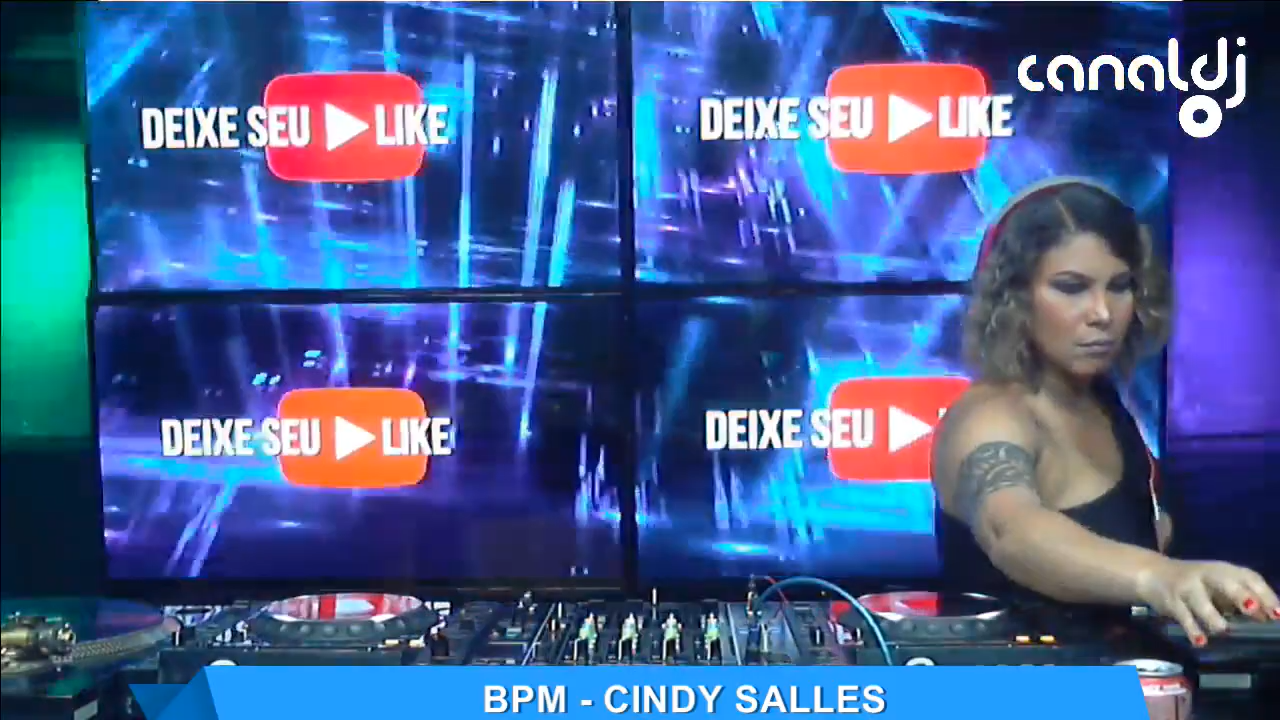 canaldj
DEIXE SEU LIKE
DEIXE SEU LIKE
DEIXE SEU LIKE
DEIXE SEU
BPM - CINDY SALLES